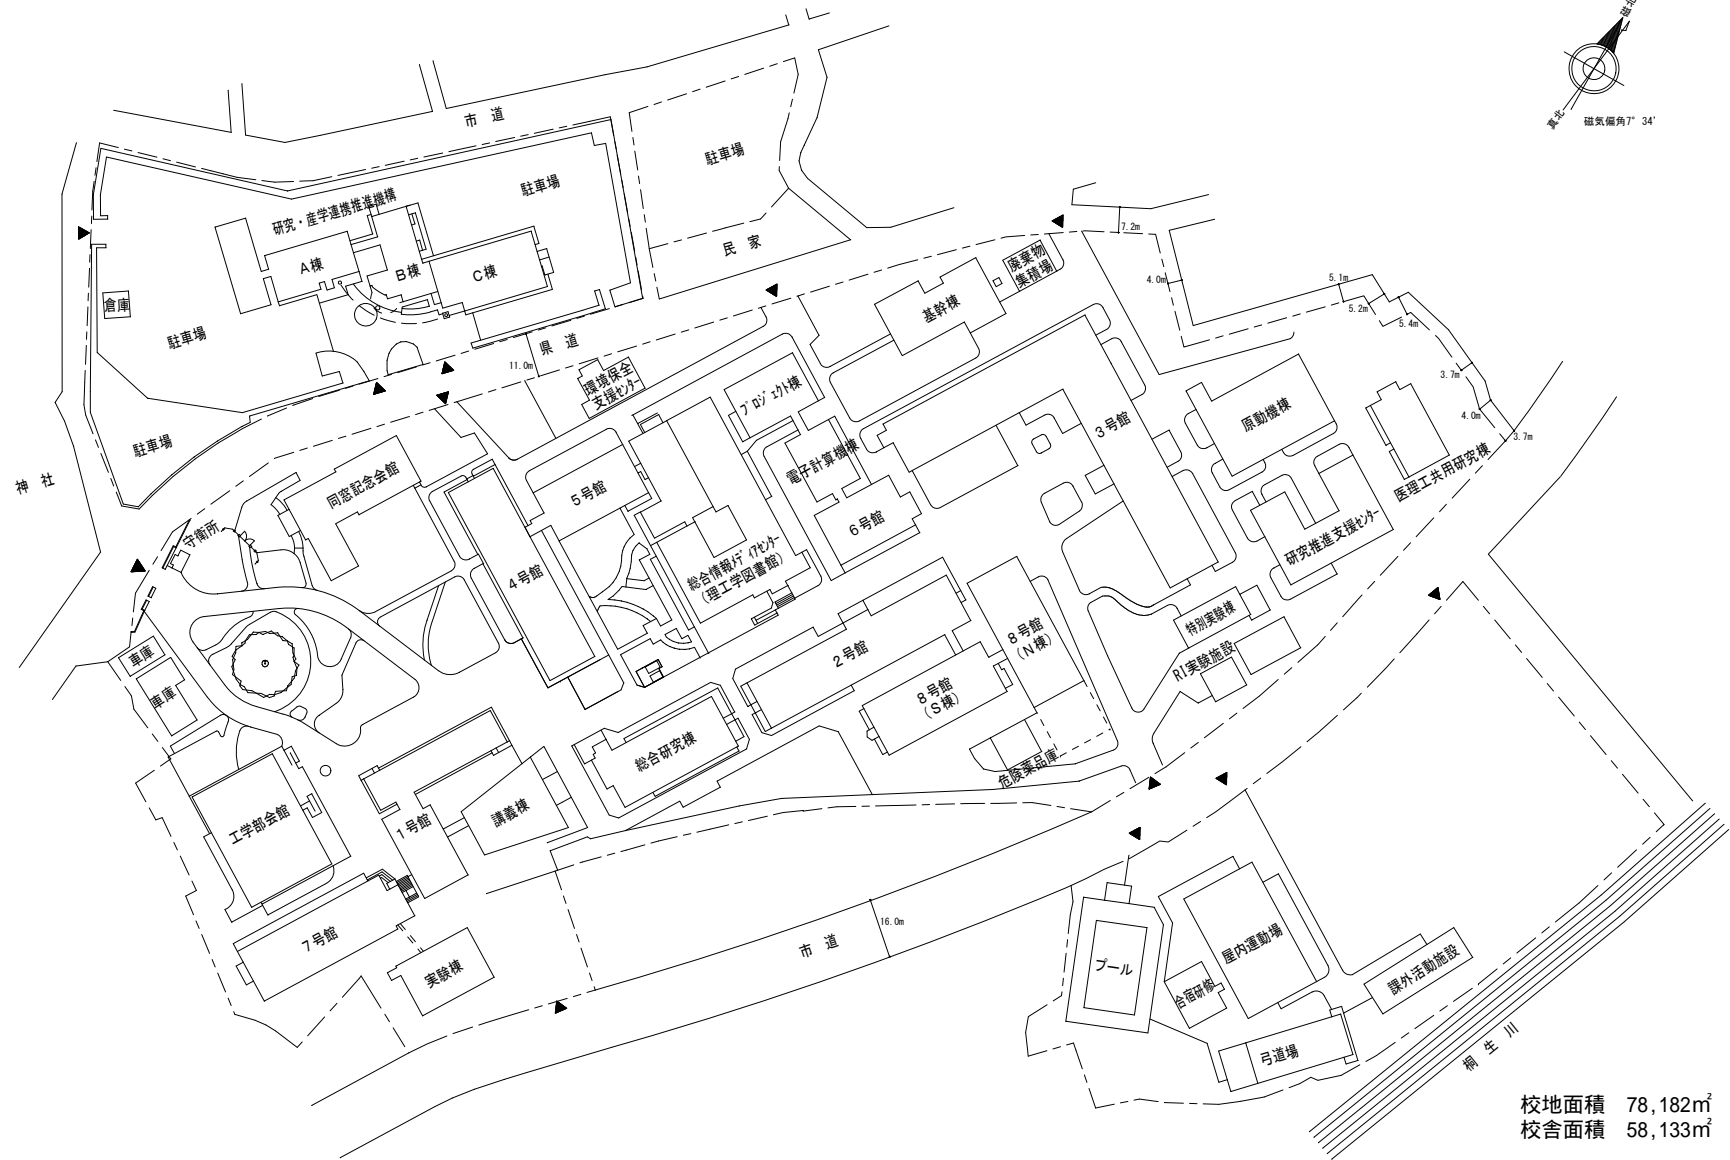 磁北
真北
磁気偏角7° 34'
市 道
駐車場
駐車場
研究・産学連携推進機構
A棟
B棟
C棟
倉庫
駐車場
駐車場
神 社
民 家
県 道
11.0m
7.2m
4.0m
5.1m
5.2m
5.4m
3.7m
4.0m
3.7m
廃棄物
集積場
基幹棟
環境保全
支援センター
プロジェクト棟
電子計算機棟
3号館
原動機棟
医理工共用研究棟
研究推進支援センター
同窓記念会館
守衛所
4号館
5号館
6号館
総合情報メディアセンター
(理工学図書館)
2号館
8号館
(N棟)
8号館
(S棟)
特別実験棟
RI実験施設
危険薬品庫
車庫
車庫
総合研究棟
工学部会館
1号館
講義棟
7号館
実験棟
市 道
16.0m
プール
屋内運動場
合宿研修
課外活動施設
弓道場
桐 生 川
校地面積 78,182㎡
校舎面積 58,133㎡